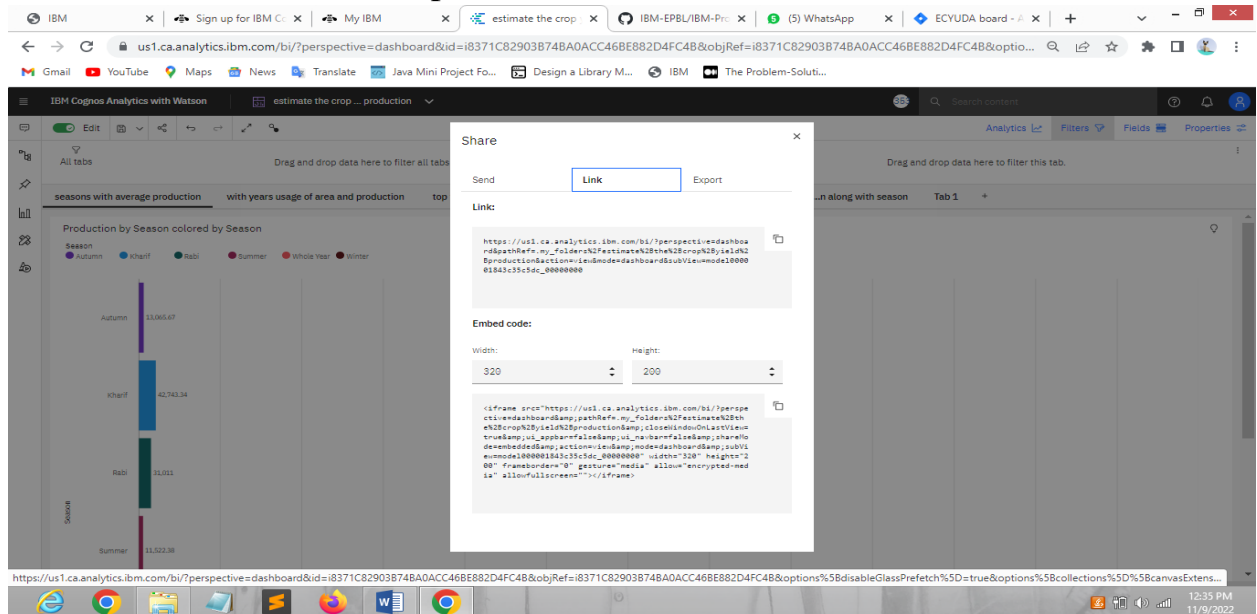 IBM
Sign up for IBM Cc
My IBM
estimate the crop
IBM-EPBL/IBM-Pro
(5) WhatsApp
ECYUDA board - A
us1.ca.analytics.ibm.com/bi/?perspective=dashboard&id=i8371C82903B74BA0ACC46BE882D4FC4B&objRef=i8371C82903B74BA0ACC46BE882D4FC4B&optio...
Gmail YouTube Maps News Translate Java Mini Project Fo... Design a Library M... IBM The Problem-Soluti...
IBM Cognos Analytics with Watson
estimate the crop ... production
Search content
Edit
Analytics Filters Fields Properties
All tabs
Drag and drop data here to filter all tabs
Drag and drop data here to filter this tab.
seasons with average production
with years usage of area and production
top
...n along with season
Tab 1 +
Production by Season colored by Season
Season
Autumn Kharif Rabi Summer Whole Year Winter
Autumn 13,065.67
Kharif 42,741.34
Rabi 31,011
Season
Summer 11,522.38
Share
Send Link Export
Link:
https://us1.ca.analytics.ibm.com/bi/?perspective=dashboa
rd&pathRef=.my_folders%2Festimate%2Bthe%2Bcrop%2Byield%2
Bproduction&action=view&mode=dashboard&subView=model0000
01843c35c5dc_00000000
Embed code:
Width: Height:
320 200
<iframe src="https://us1.ca.analytics.ibm.com/bi/?perspe
ctive=dashboard&amp;pathRef=.my_folders%2Festimate%2Bth
e%2Bcrop%2Byield%2Bproduction&amp;closeWindowOnLastView=
true&amp;ui_appbar=false&amp;ui_navbar=false&amp;shareMo
de=embedded&amp;action=view&amp;mode=dashboard&amp;subVi
ew=model000001843c35c5dc_00000000" width="320" height="2
00" frameborder="0" gesture="media" allow="encrypted-med
ia" allowfullscreen=""></iframe>
https://us1.ca.analytics.ibm.com/bi/?perspective=dashboard&id=i8371C82903B74BA0ACC46BE882D4FC4B&objRef=i8371C82903B74BA0ACC46BE882D4FC4B&options%5BdisableGlassPrefetch%5D=true&options%5Bcollections%5D%5BcanvasExtens...
12:35 PM
11/9/2022